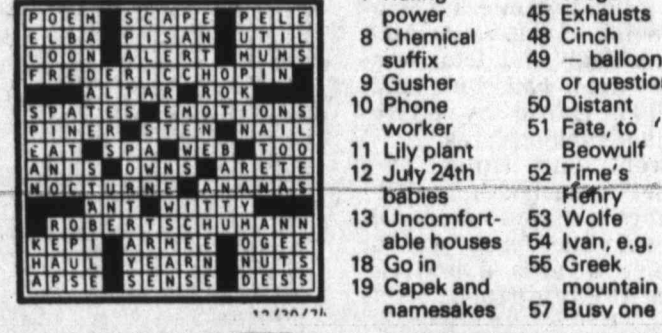 POEM SCAPE PELE
ELBA PISAN UTIL
LOON ALERT MUMS
FREDERICCHOPIN
ALTAR ROK
SPATES EMOTIONS
PINER STEN NAIL
EAT SPA WEB TOO
ANIS OWNS ARETE
NOCTURNE ANANAS
ANT WITTY
ROBERTSCHUMANN
KEPI ARMEE OGEE
HAUL YEARN NUTS
APSE SENSE DESS
power
8 Chemical
suffix
9 Gusher
10 Phone
worker
11 Lily plant
12 July 24th
babies
13 Uncomfort-
able houses
18 Go in
19 Capek and
namesakes
45 Exhausts
48 Cinch
49 — balloon
or question
50 Distant
51 Fate, to
Beowulf
52 Time's
Henry
53 Wolfe
54 Ivan, e.g.
55 Greek
mountain
57 Busy one